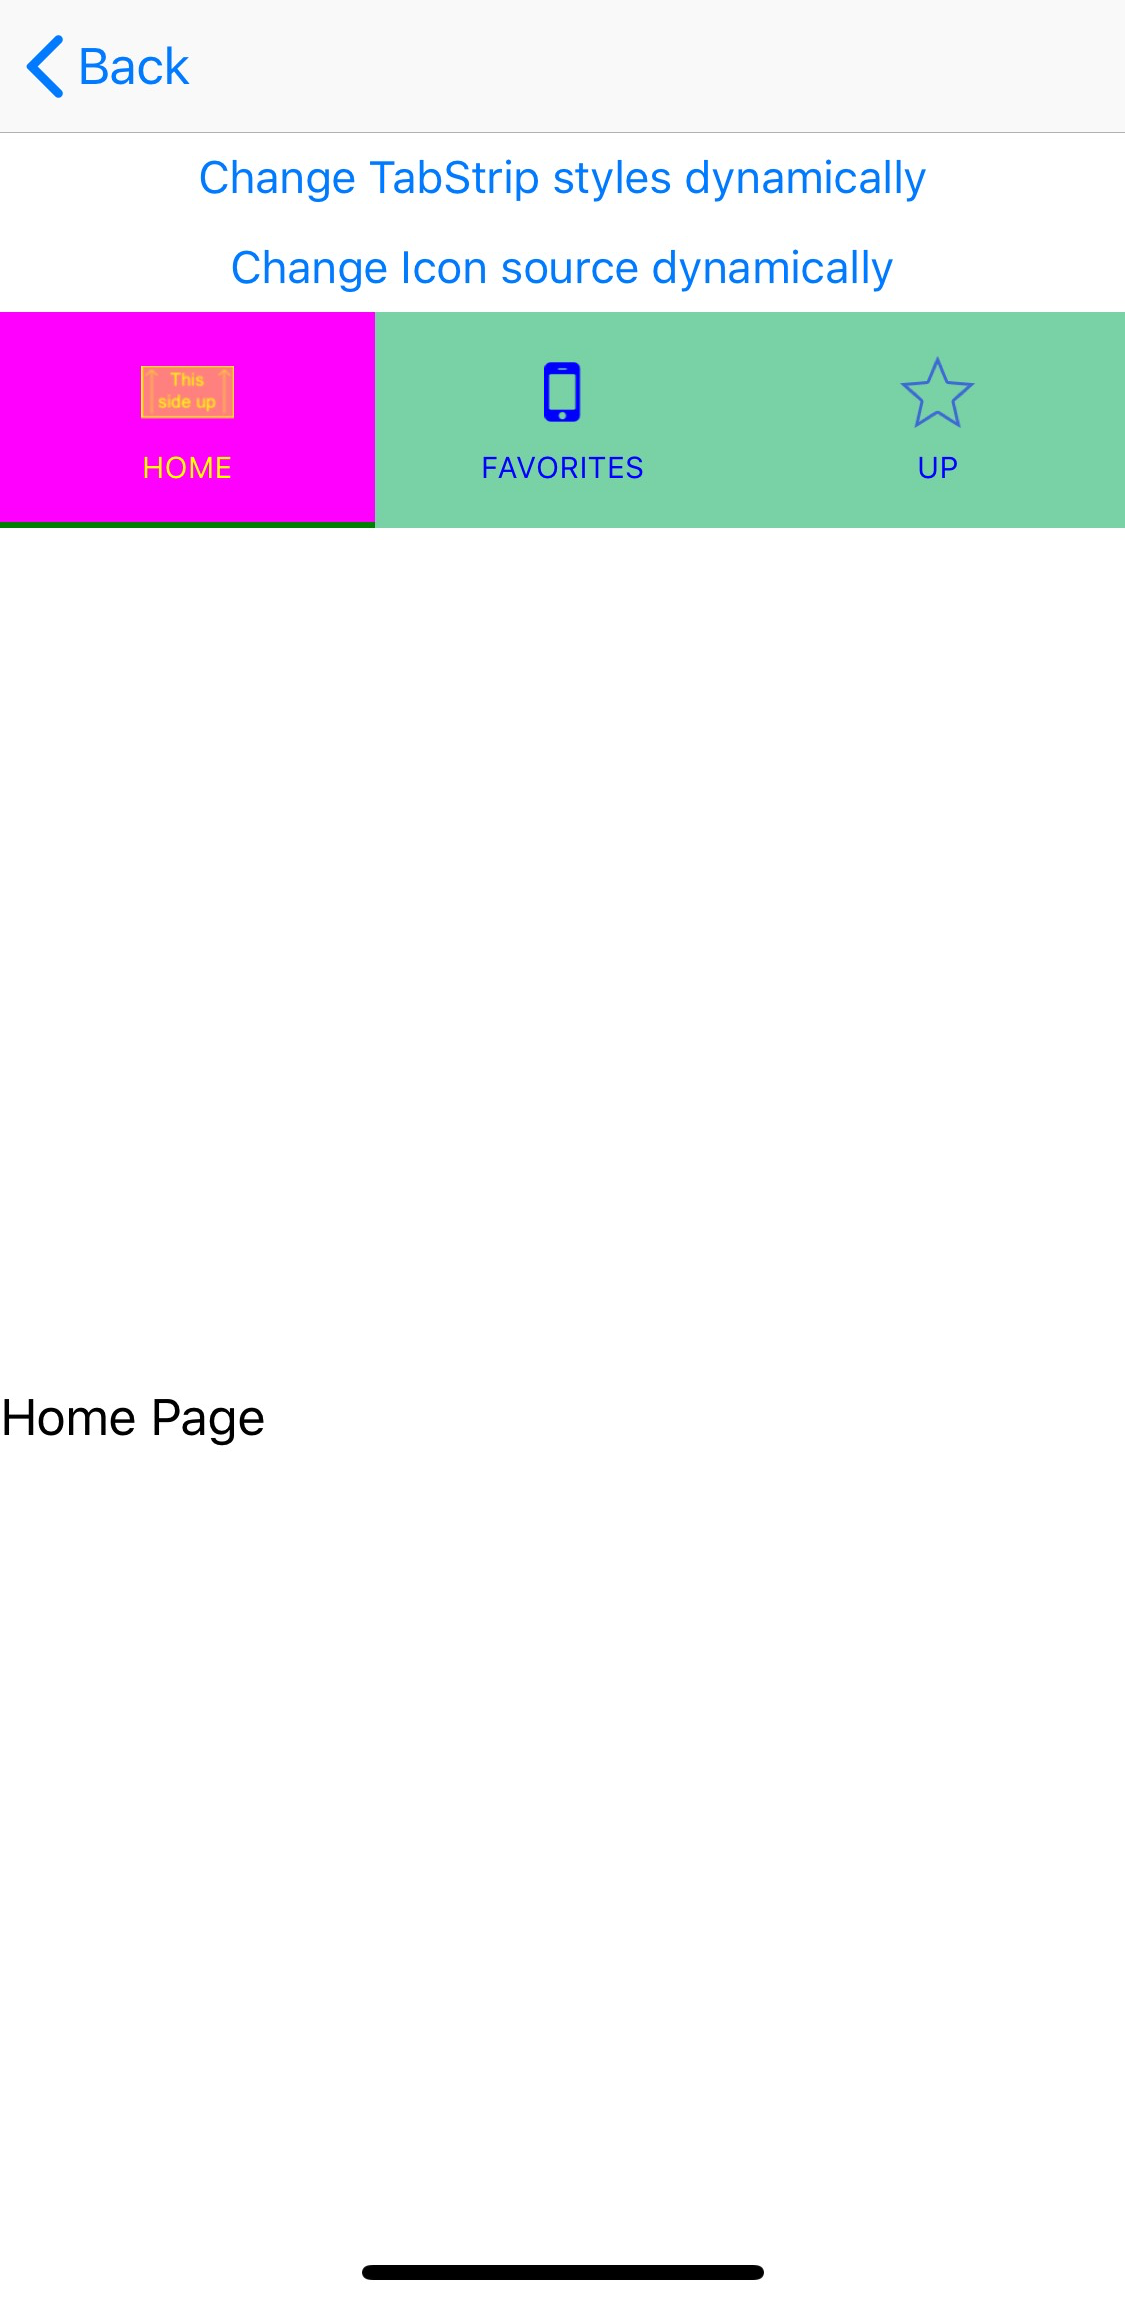 Back
Change TabStrip styles dynamically
Change Icon source dynamically
This
side up
HOME
FAVORITES
UP
Home Page